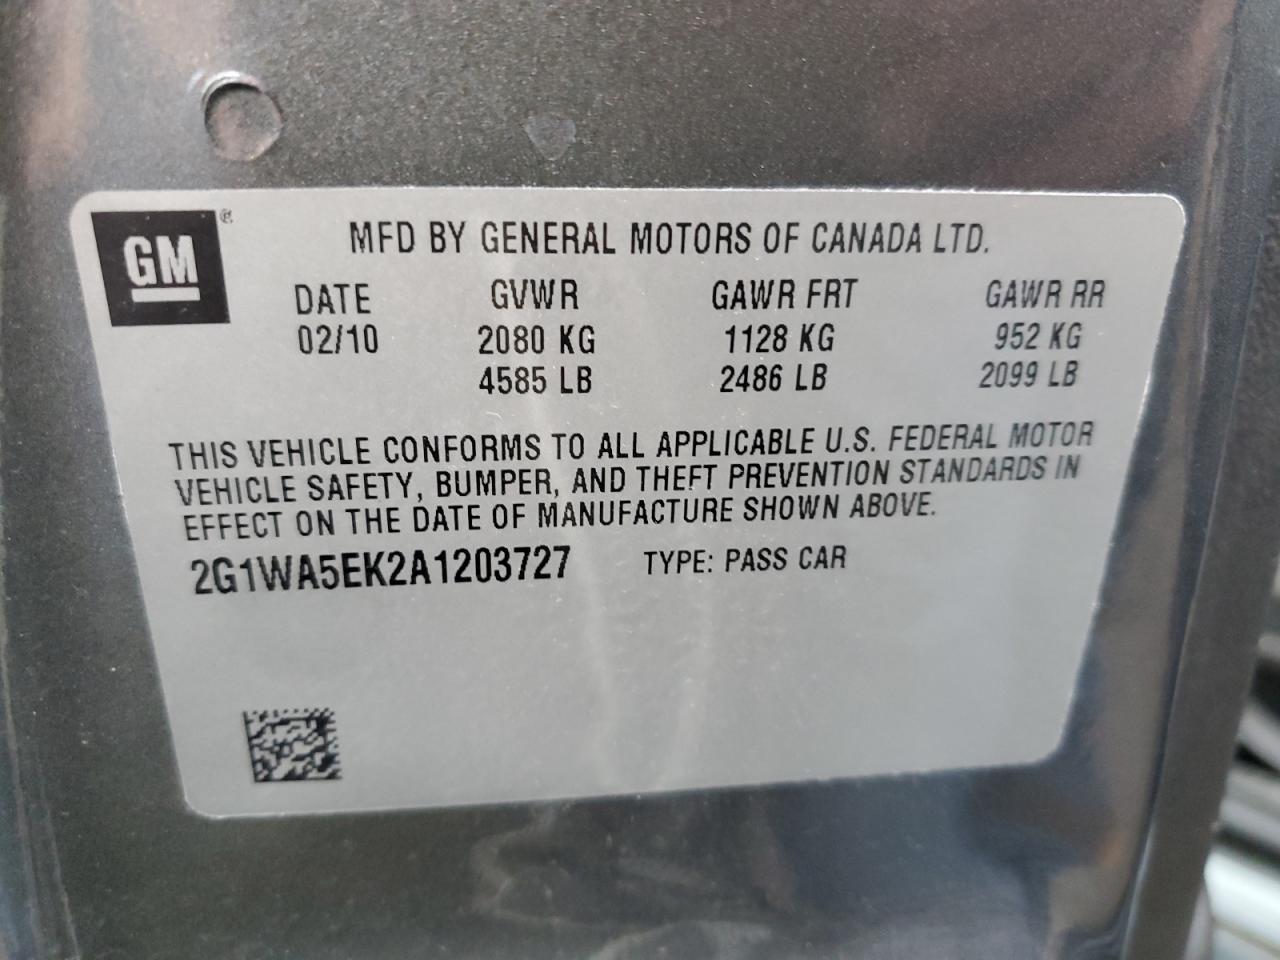 GM ®
MFD BY GENERAL MOTORS OF CANADA LTD.
DATE GVWR GAWR FRT GAWR RR
02/10 2080 KG 1128 KG 952 KG
4585 LB 2486 LB 2099 LB
THIS VEHICLE CONFORMS TO ALL APPLICABLE U.S. FEDERAL MOTOR
VEHICLE SAFETY, BUMPER, AND THEFT PREVENTION STANDARDS IN
EFFECT ON THE DATE OF MANUFACTURE SHOWN ABOVE.
2G1WA5EK2A1203727 TYPE: PASS CAR